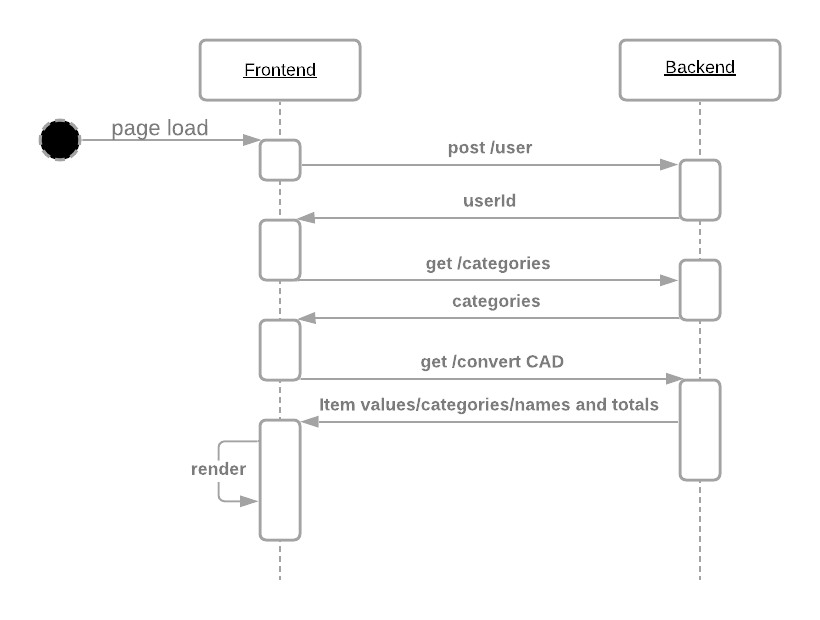 Frontend
Backend
page load
post /user
userId
get /categories
categories
get /convert CAD
Item values/categories/names and totals
render